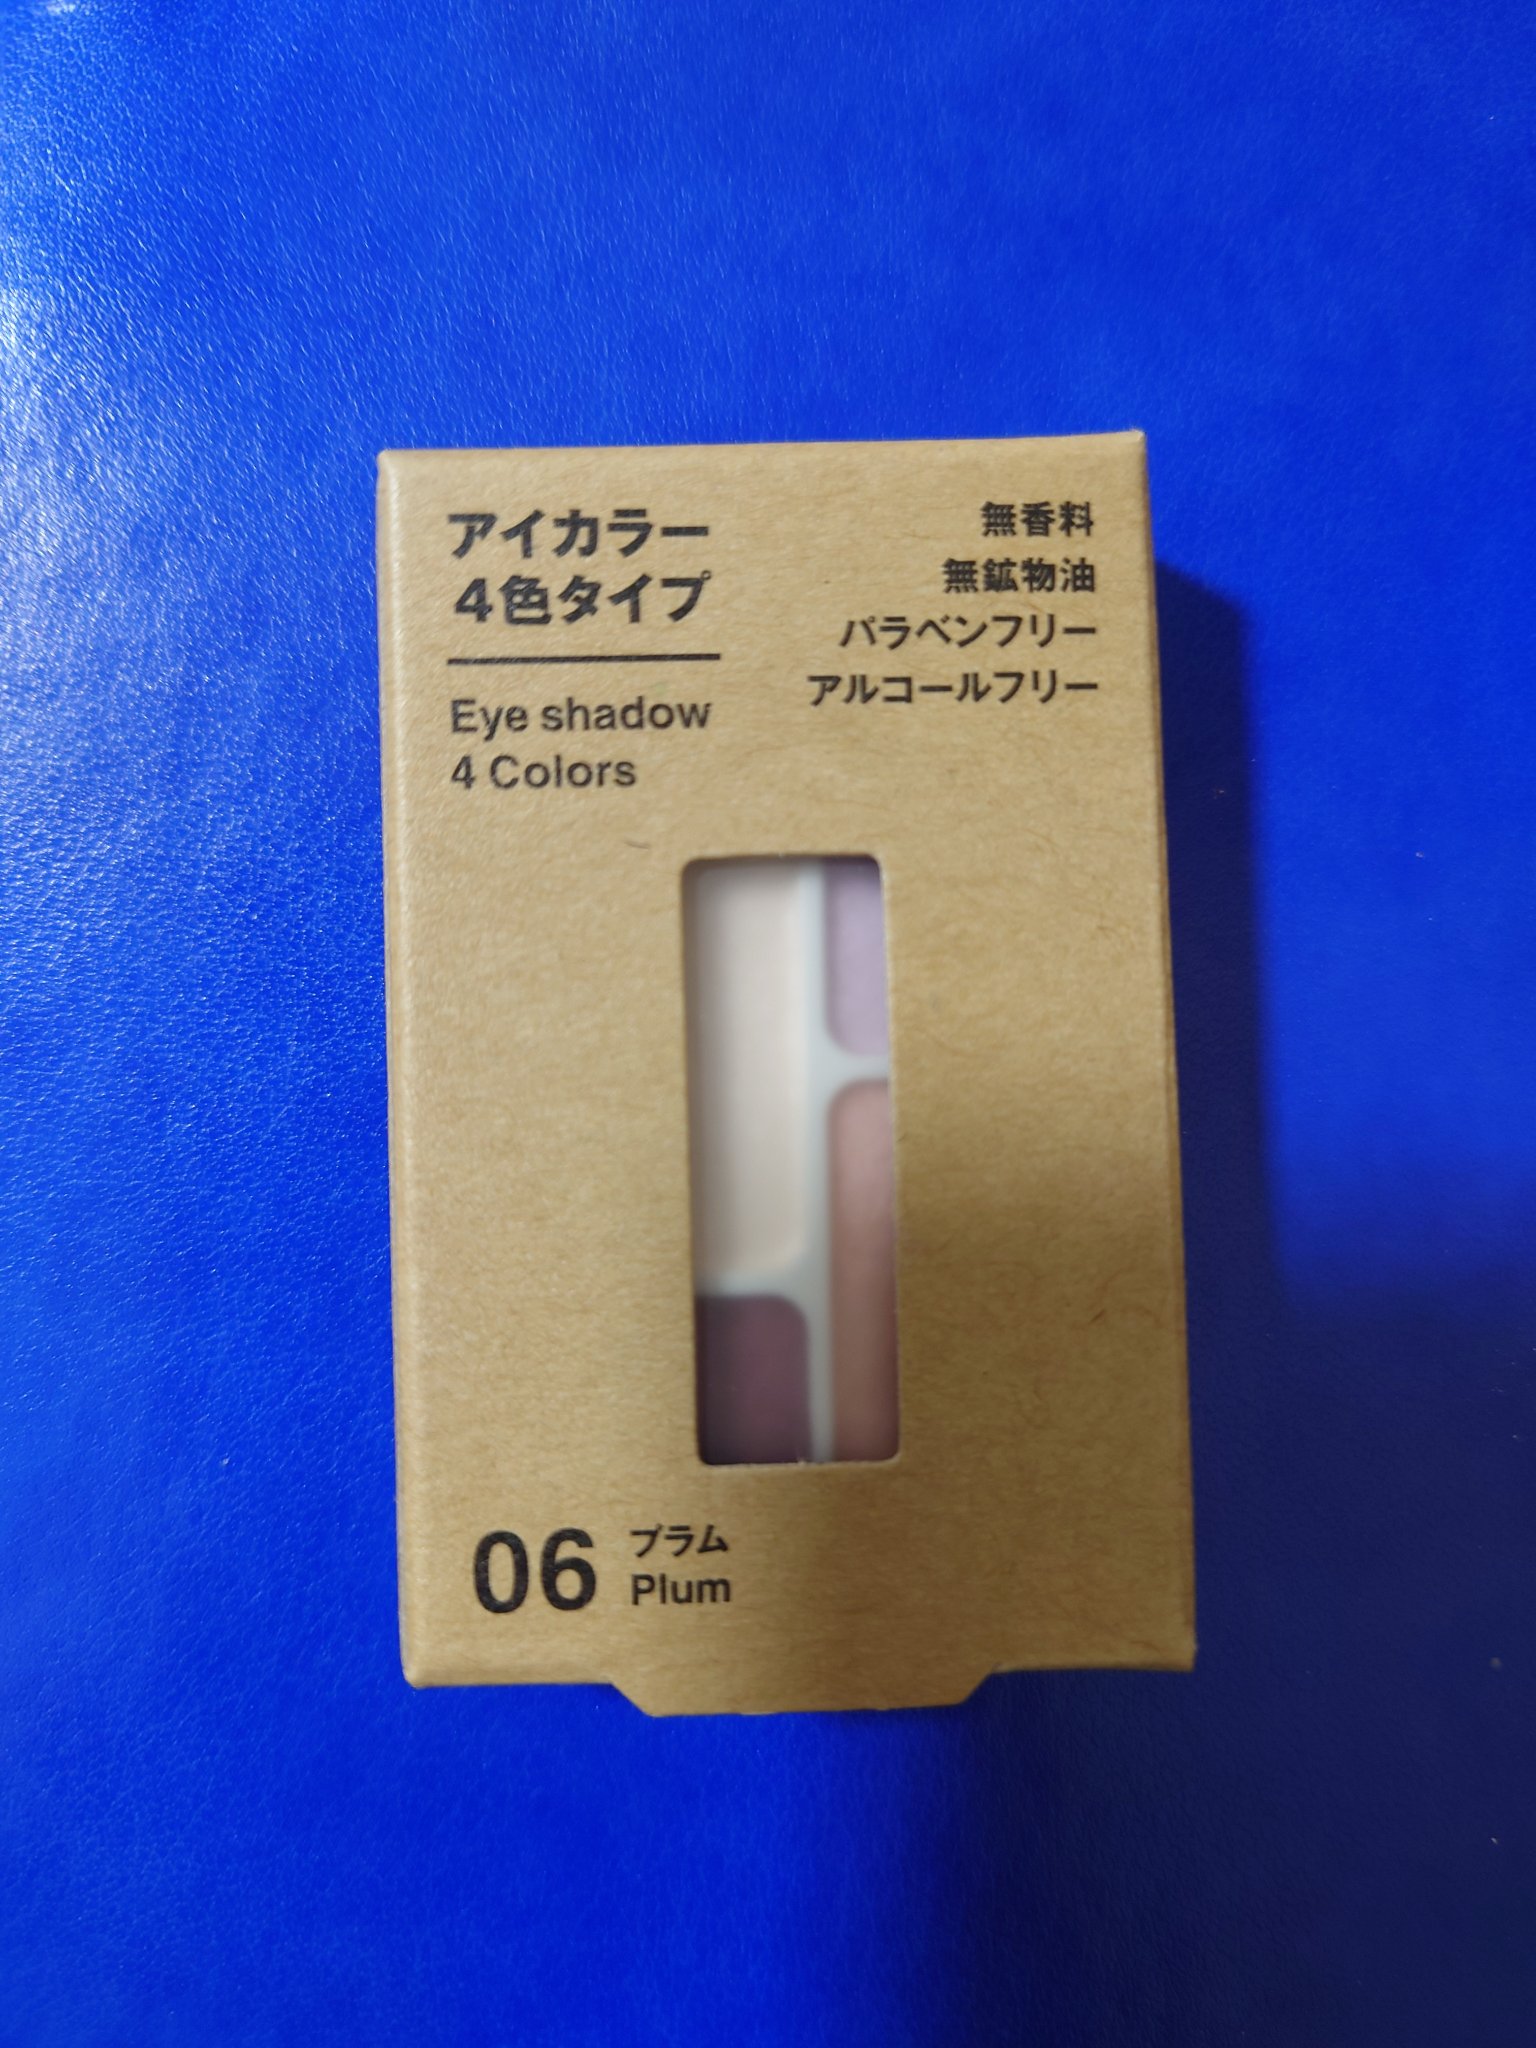 アイカラー
4色タイプ
Eye shadow
4 Colors
無香料
無鉱物油
パラベンフリー
アルコールフリー
06 プラム
Plum